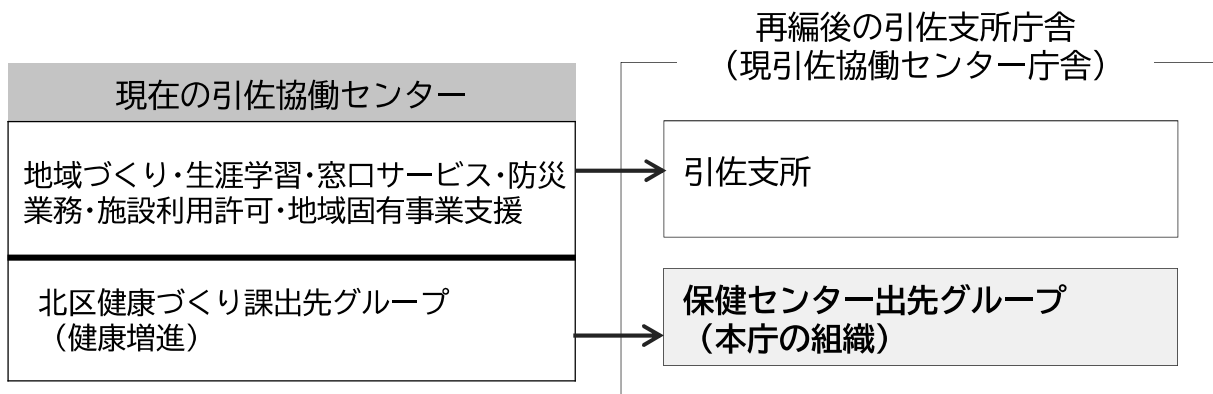 再編後の引佐支所庁舎
（現引佐協働センター庁舎）
現在の引佐協働センター
地域づくり・生涯学習・窓口サービス・防災
業務・施設利用許可・地域固有事業支援
引佐支所
北区健康づくり課出先グループ
（健康増進）
保健センター出先グループ
（本庁の組織）